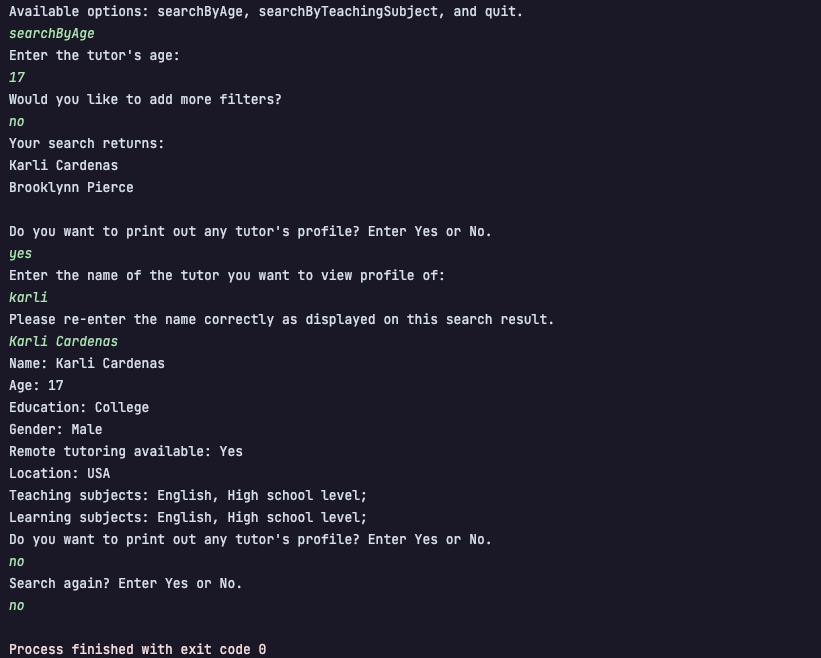 Available options: searchByAge, searchByTeachingSubject, and quit.
searchByAge
Enter the tutor's age:
17
Would you like to add more filters?
no
Your search returns:
Karli Cardenas
Brooklynn Pierce
Do you want to print out any tutor's profile? Enter Yes or No.
yes
Enter the name of the tutor you want to view profile of:
karli
Please re-enter the name correctly as displayed on this search result.
Karli Cardenas
Name: Karli Cardenas
Age: 17
Education: College
Gender: Male
Remote tutoring available: Yes
Location: USA
Teaching subjects: English, High school level;
Learning subjects: English, High school level;
Do you want to print out any tutor's profile? Enter Yes or No.
no
Search again? Enter Yes or No.
no
Process finished with exit code 0